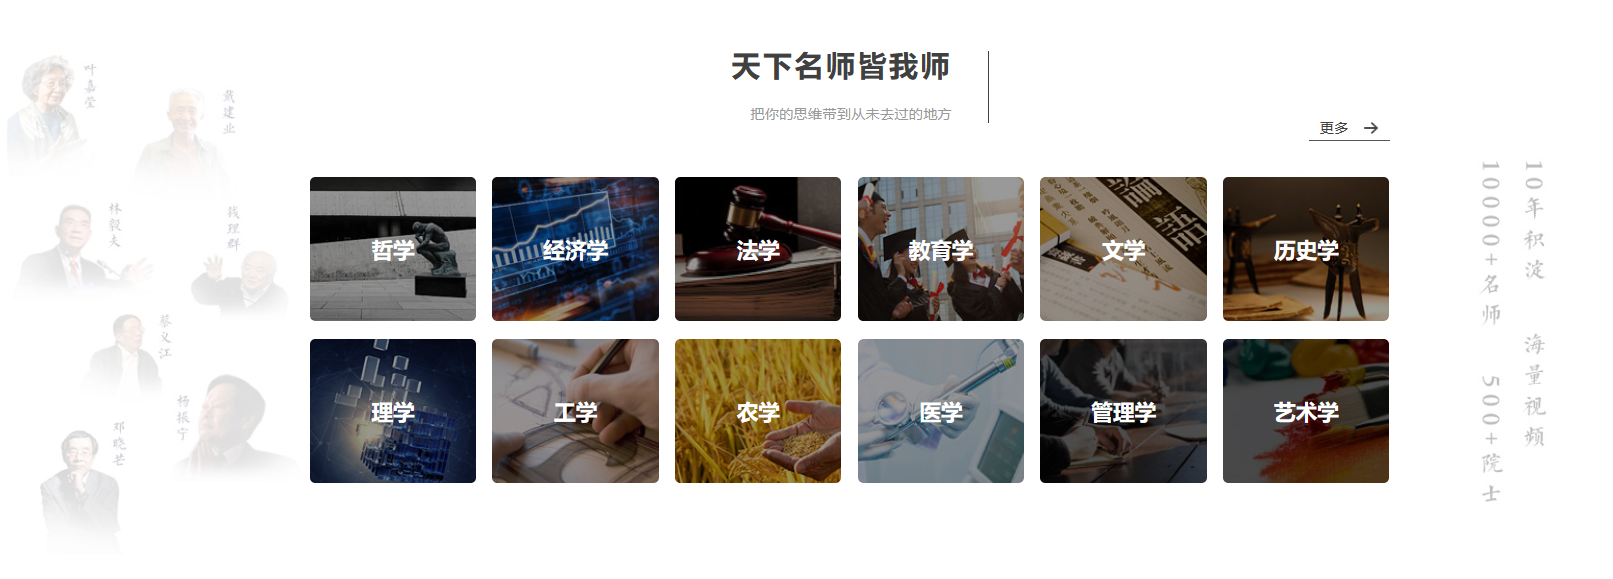 天下名师皆我师
把你的思维带到从未去过的地方
更多
叶嘉莹
戴建业
林毅夫
钱理群
蔡义江
杨振宁
邓晓芒
哲学
经济学
法学
教育学
文学
历史学
理学
工学
农学
医学
管理学
艺术学
論語
10年积淀 海量视频
10000+名师 500+院士